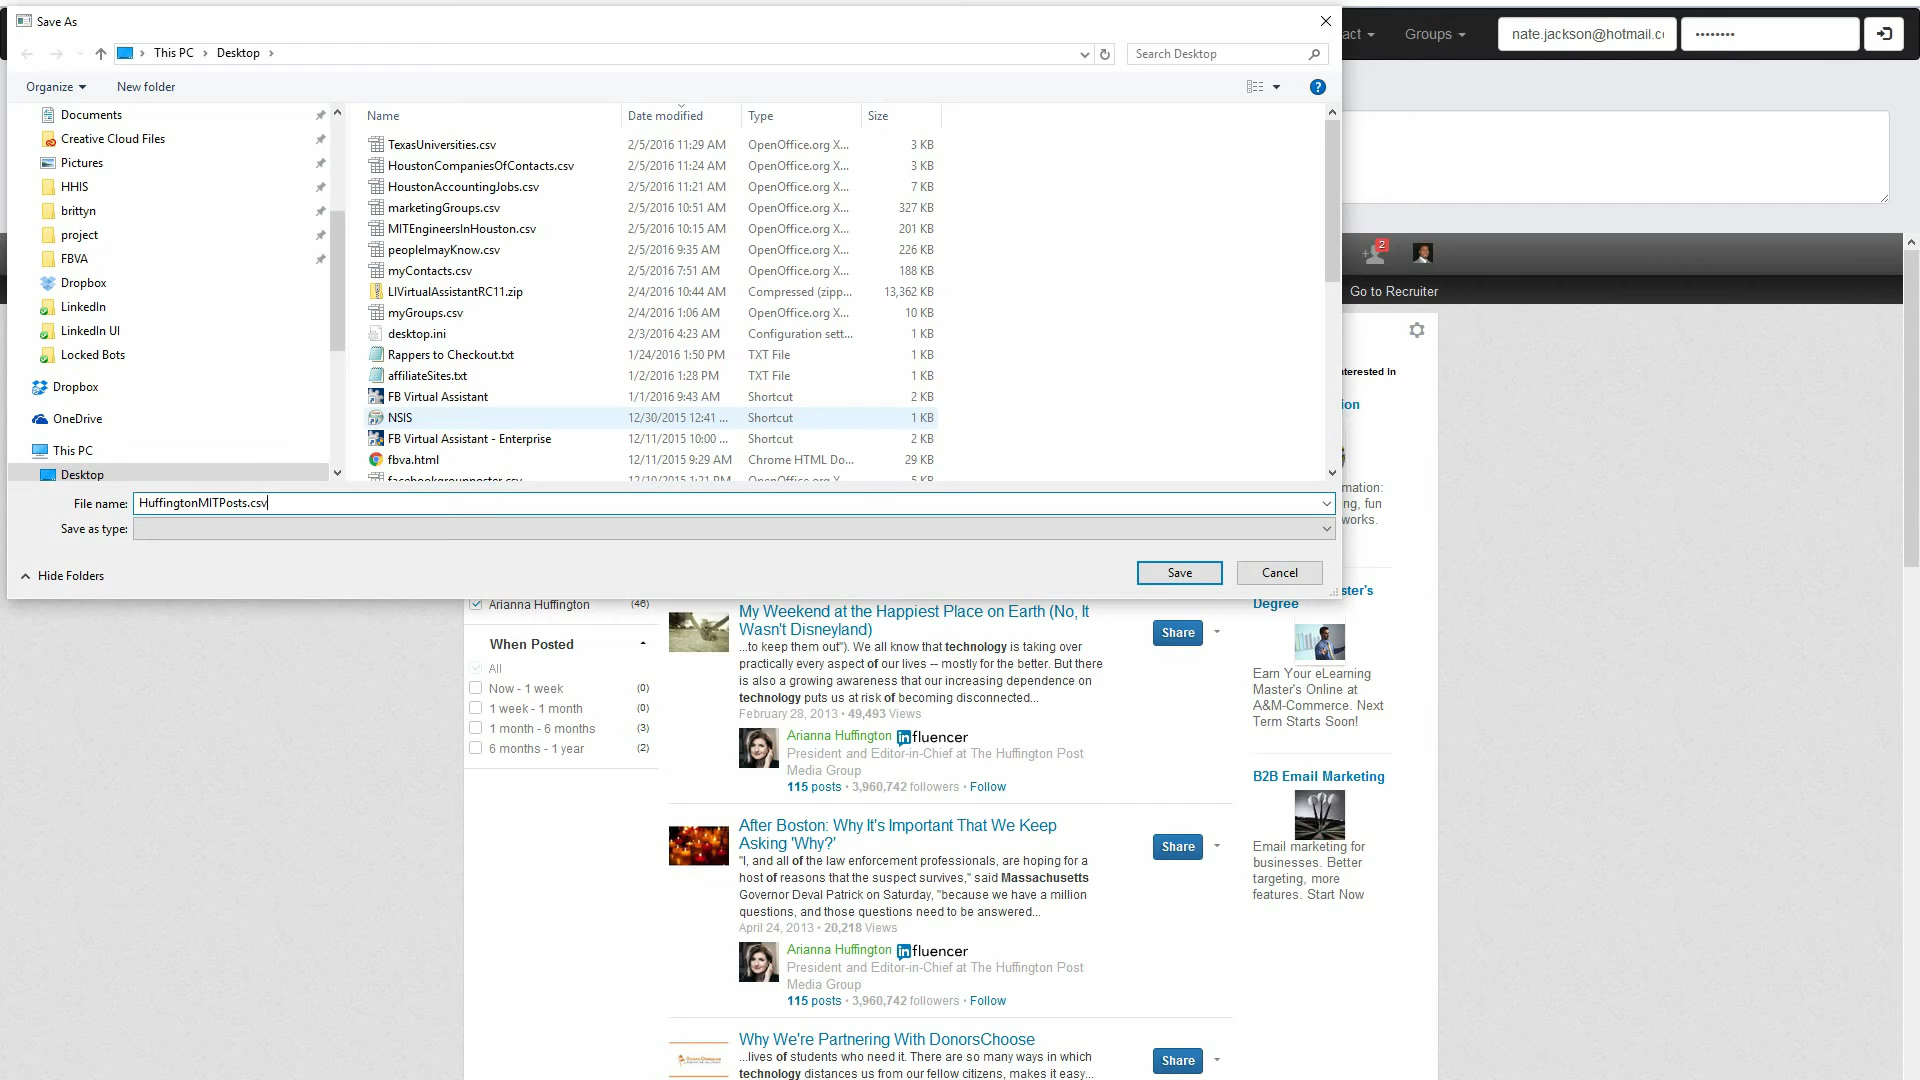 Save As
This PC
Desktop
Search Desktop
Organize
New folder
?
Documents
Creative Cloud Files
Pictures
HHIS
brittyn
project
FBVA
Dropbox
LinkedIn
LinkedIn UI
Locked Bots
Dropbox
OneDrive
This PC
Desktop
Name Date modified Type Size
TexasUniversities.csv 2/5/2016 11:29 AM OpenOffice.org X... 3 KB
HoustonCompaniesOfContacts.csv 2/5/2016 11:24 AM OpenOffice.org X... 3 KB
HoustonAccountingJobs.csv 2/5/2016 11:21 AM OpenOffice.org X... 7 KB
marketingGroups.csv 2/5/2016 10:51 AM OpenOffice.org X... 327 KB
MITEngineersInHouston.csv 2/5/2016 10:15 AM OpenOffice.org X... 201 KB
peopleImayKnow.csv 2/5/2016 9:35 AM OpenOffice.org X... 226 KB
myContacts.csv 2/5/2016 7:51 AM OpenOffice.org X... 188 KB
LIVirtualAssistantRC11.zip 2/4/2016 10:44 AM Compressed (zipp... 13,362 KB
myGroups.csv 2/4/2016 1:06 AM OpenOffice.org X... 10 KB
desktop.ini 2/3/2016 4:23 AM Configuration sett... 1 KB
Rappers to Checkout.txt 1/24/2016 1:50 PM TXT File 1 KB
affiliateSites.txt 1/2/2016 1:28 PM TXT File 1 KB
FB Virtual Assistant 1/1/2016 9:43 AM Shortcut 2 KB
NSIS 12/30/2015 12:41 ... Shortcut 1 KB
FB Virtual Assistant - Enterprise 12/11/2015 10:00 ... Shortcut 2 KB
fbva.html 12/11/2015 9:29 AM Chrome HTML Do... 29 KB
File name: HuffingtonMITPosts.csv
Save as type:
Hide Folders
Save
Cancel
act
Groups
nate.jackson@hotmail.c
2
Go to Recruiter
terested In
ion
mation:
ng, fun
works.
ster's
Degree
Earn Your eLearning
Master's Online at
A&M-Commerce. Next
Term Starts Soon!
B2B Email Marketing
Email marketing for
businesses. Better
targeting, more
features. Start Now
Arianna Huffington (46)
When Posted
All
Now - 1 week (0)
1 week - 1 month (0)
1 month - 6 months (3)
6 months - 1 year (2)
My Weekend at the Happiest Place on Earth (No, It
Wasn't Disneyland)
...to keep them out"). We all know that technology is taking over
practically every aspect of our lives -- mostly for the better. But there
is also a growing awareness that our increasing dependence on
technology puts us at risk of becoming disconnected...
February 28, 2013 • 49,493 Views
Arianna Huffington influencer
President and Editor-in-Chief at The Huffington Post
Media Group
115 posts • 3,960,742 followers • Follow
Share
After Boston: Why It's Important That We Keep
Asking 'Why?'
"I, and all of the law enforcement professionals, are hoping for a
host of reasons that the suspect survives," said Massachusetts
Governor Deval Patrick on Saturday, "because we have a million
questions, and those questions need to be answered...
April 24, 2013 • 20,218 Views
Arianna Huffington influencer
President and Editor-in-Chief at The Huffington Post
Media Group
115 posts • 3,960,742 followers • Follow
Share
Why We're Partnering With DonorsChoose
...lives of students who need it. There are so many ways in which
technology distances us from our fellow citizens, makes it easy...
Share